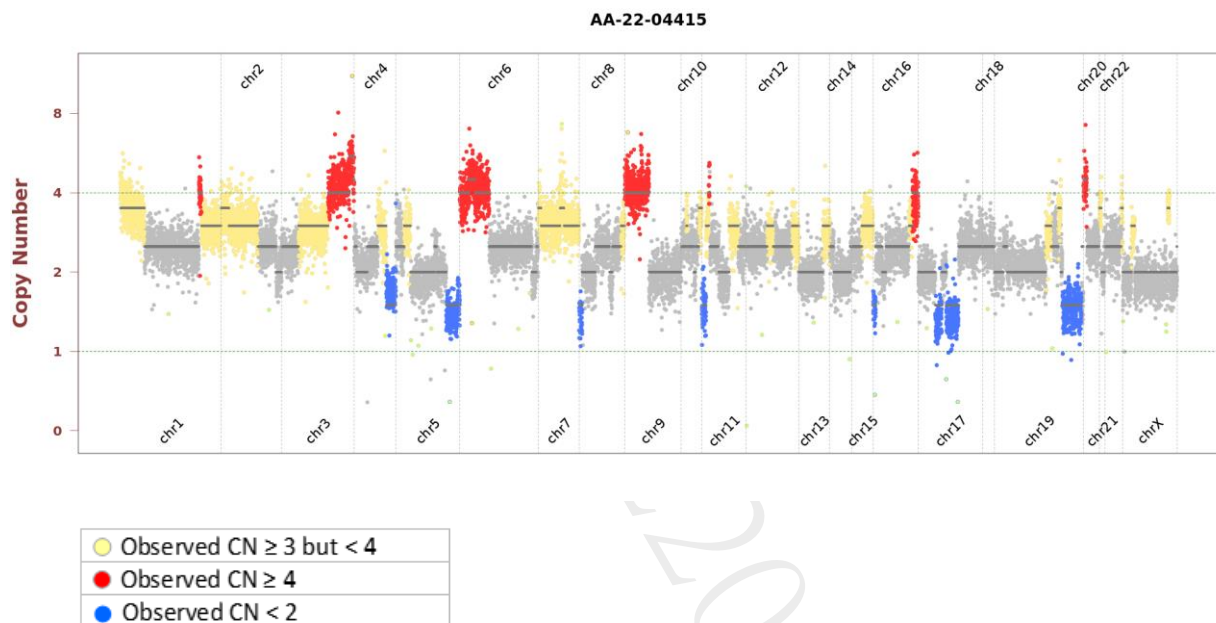 AA-22-04415
chr2 chr4 chr6 chr8 chr10 chr12 chr14 chr16 chr18 chr20 chr22
Copy Number
8
4
2
1
0
chr1 chr3 chr5 chr7 chr9 chr11 chr13 chr15 chr17 chr19 chr21 chrX
Observed CN ≥ 3 but < 4
Observed CN ≥ 4
Observed CN < 2